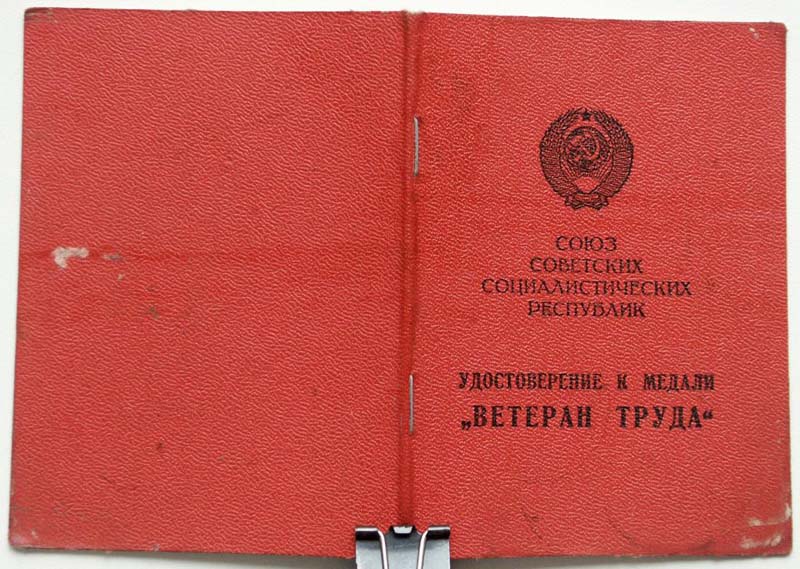 СОЮЗ
СОВЕТСКИХ
СОЦИАЛИСТИЧЕСКИХ
РЕСПУБЛИК
УДОСТОВЕРЕНИЕ К МЕДАЛИ
„ВЕТЕРАН ТРУДА“